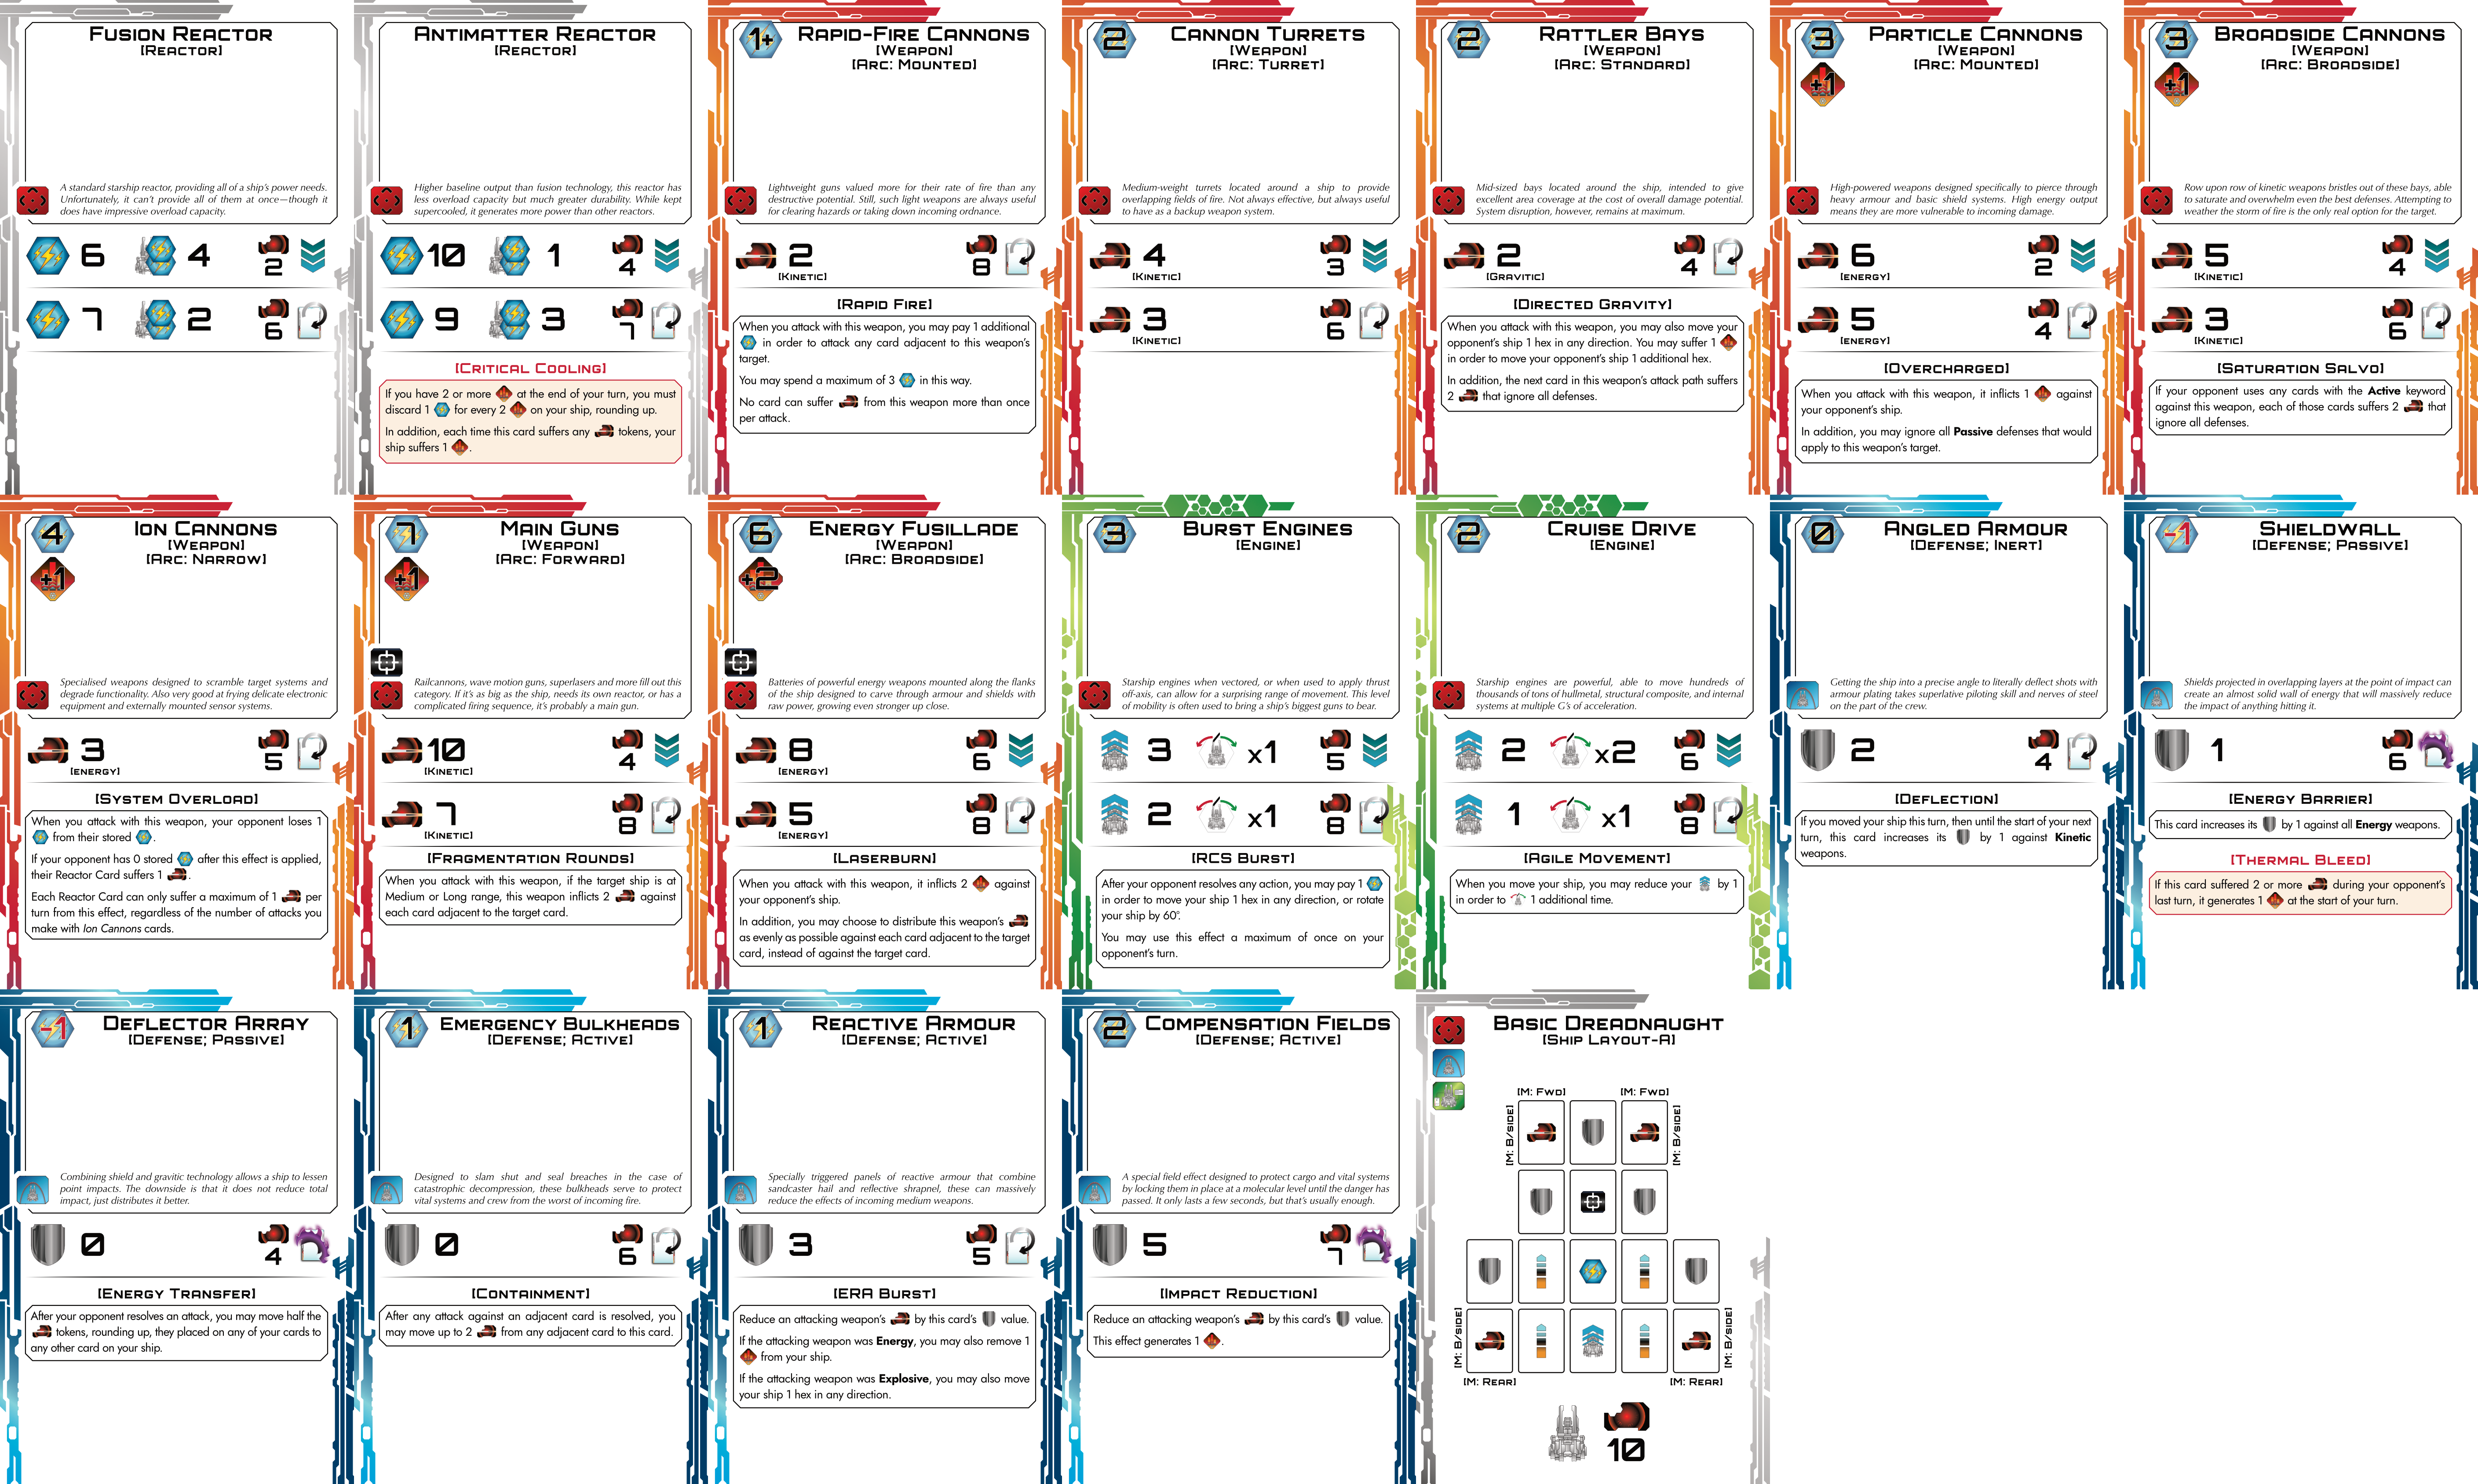 FUSION REACTOR
[REACTOR]
A standard starship reactor, providing all of a ship's power needs.
Unfortunately, it can't provide all of them at once—though it
does have impressive overload capacity.
6 4 2
7 2 6
ANTIMATTER REACTOR
[REACTOR]
Higher baseline output than fusion technology, this reactor has
less overload capacity but much greater durability. While kept
supercooled, it generates more power than other reactors.
10 1 4
9 3 7
[CRITICAL COOLING]
If you have 2 or more at the end of your turn, you must
discard 1 for every 2 on your ship, rounding up.
In addition, each time this card suffers any tokens, your
ship suffers 1 .
1+
RAPID-FIRE CANNONS
[WEAPON]
[ARC: MOUNTED]
Lightweight guns valued more for their rate of fire than any
destructive potential. Still, such light weapons are always useful
for clearing hazards or taking down incoming ordnance.
2 8
[KINETIC]
[RAPID FIRE]
When you attack with this weapon, you may pay 1 additional
in order to attack any card adjacent to this weapon's
target.
You may spend a maximum of 3 in this way.
No card can suffer from this weapon more than once
per attack.
2
CANNON TURRETS
[WEAPON]
[ARC: TURRET]
Medium-weight turrets located around a ship to provide
overlapping fields of fire. Not always effective, but always useful
to have as a backup weapon system.
4 3
[KINETIC]
3 6
[KINETIC]
2
RATTLER BAYS
[WEAPON]
[ARC: STANDARD]
Mid-sized bays located around the ship, intended to give
excellent area coverage at the cost of overall damage potential.
System disruption, however, remains at maximum.
2 4
[GRAVITIC]
[DIRECTED GRAVITY]
When you attack with this weapon, you may also move your
opponent's ship 1 hex in any direction. You may suffer 1
in order to move your opponent's ship 1 additional hex.
In addition, the next card in this weapon's attack path suffers
2 that ignore all defenses.
3
+1
PARTICLE CANNONS
[WEAPON]
[ARC: MOUNTED]
High-powered weapons designed specifically to pierce through
heavy armour and basic shield systems. High energy output
means they are more vulnerable to incoming damage.
6 2
[ENERGY]
5 4
[ENERGY]
[OVERCHARGED]
When you attack with this weapon, it inflicts 1 against
your opponent's ship.
In addition, you may ignore all Passive defenses that would
apply to this weapon's target.
3
+1
BROADSIDE CANNONS
[WEAPON]
[ARC: BROADSIDE]
Row upon row of kinetic weapons bristles out of these bays, able
to saturate and overwhelm even the best defenses. Attempting to
weather the storm of fire is the only real option for the target.
5 4
[KINETIC]
3 6
[KINETIC]
[SATURATION SALVO]
If your opponent uses any cards with the Active keyword
against this weapon, each of those cards suffers 2 that
ignore all defenses.
4
+1
ION CANNONS
[WEAPON]
[ARC: NARROW]
Specialised weapons designed to scramble target systems and
degrade functionality. Also very good at frying delicate electronic
equipment and externally mounted sensor systems.
3 5
[ENERGY]
[SYSTEM OVERLOAD]
When you attack with this weapon, your opponent loses 1
from their stored .
If your opponent has 0 stored after this effect is applied,
their Reactor Card suffers 1 .
Each Reactor Card can only suffer a maximum of 1 per
turn from this effect, regardless of the number of attacks you
make with Ion Cannons cards.
7
+1
MAIN GUNS
[WEAPON]
[ARC: FORWARD]
Railcannons, wave motion guns, superlasers and more fill out this
category. If it's as big as the ship, needs its own reactor, or has a
complicated firing sequence, it's probably a main gun.
10 4
[KINETIC]
7 8
[KINETIC]
[FRAGMENTATION ROUNDS]
When you attack with this weapon, if the target ship is at
Medium or Long range, this weapon inflicts 2 against
each card adjacent to the target card.
6
+2
ENERGY FUSILLADE
[WEAPON]
[ARC: BROADSIDE]
Batteries of powerful energy weapons mounted along the flanks
of the ship designed to carve through armour and shields with
raw power, growing even stronger up close.
8 6
[ENERGY]
5 8
[ENERGY]
[LASERBURN]
When you attack with this weapon, it inflicts 2 against
your opponent's ship.
In addition, you may choose to distribute this weapon's
as evenly as possible against each card adjacent to the target
card, instead of against the target card.
3
BURST ENGINES
[ENGINE]
Starship engines when vectored, or when used to apply thrust
off-axis, can allow for a surprising range of movement. This level
of mobility is often used to bring a ship's biggest guns to bear.
3 x1 5
2 x1 8
[RCS BURST]
After your opponent resolves any action, you may pay 1
in order to move your ship 1 hex in any direction, or rotate
your ship by 60°.
You may use this effect a maximum of once on your
opponent's turn.
2
CRUISE DRIVE
[ENGINE]
Starship engines are powerful, able to move hundreds of
thousands of tons of hullmetal, structural composite, and internal
systems at multiple G's of acceleration.
2 x2 6
1 x1 8
[AGILE MOVEMENT]
When you move your ship, you may reduce your by 1
in order to 1 additional time.
0
ANGLED ARMOUR
[DEFENSE; INERT]
Getting the ship into a precise angle to literally deflect shots with
armour plating takes superlative piloting skill and nerves of steel
on the part of the crew.
2 4
[DEFLECTION]
If you moved your ship this turn, then until the start of your next
turn, this card increases its by 1 against Kinetic
weapons.
-1
SHIELDWALL
[DEFENSE; PASSIVE]
Shields projected in overlapping layers at the point of impact can
create an almost solid wall of energy that will massively reduce
the impact of anything hitting it.
1 6
[ENERGY BARRIER]
This card increases its by 1 against all Energy weapons.
[THERMAL BLEED]
If this card suffered 2 or more during your opponent's
last turn, it generates 1 at the start of your turn.
-1
DEFLECTOR ARRAY
[DEFENSE; PASSIVE]
Combining shield and gravitic technology allows a ship to lessen
point impacts. The downside is that it does not reduce total
impact, just distributes it better.
0 4
[ENERGY TRANSFER]
After your opponent resolves an attack, you may move half the
tokens, rounding up, they placed on any of your cards to
any other card on your ship.
1
EMERGENCY BULKHEADS
[DEFENSE; ACTIVE]
Designed to slam shut and seal breaches in the case of
catastrophic decompression, these bulkheads serve to protect
vital systems and crew from the worst of incoming fire.
0 6
[CONTAINMENT]
After any attack against an adjacent card is resolved, you
may move up to 2 from any adjacent card to this card.
1
REACTIVE ARMOUR
[DEFENSE; ACTIVE]
Specially triggered panels of reactive armour that combine
sandcaster hail and reflective shrapnel, these can massively
reduce the effects of incoming medium weapons.
3 5
[ERA BURST]
Reduce an attacking weapon's by this card's value.
If the attacking weapon was Energy, you may also remove 1
from your ship.
If the attacking weapon was Explosive, you may also move
your ship 1 hex in any direction.
2
COMPENSATION FIELDS
[DEFENSE; ACTIVE]
A special field effect designed to protect cargo and vital systems
by locking them in place at a molecular level until the danger has
passed. It only lasts a few seconds, but that's usually enough.
5 7
[IMPACT REDUCTION]
Reduce an attacking weapon's by this card's value.
This effect generates 1 .
BASIC DREADNAUGHT
[SHIP LAYOUT-A]
[M: FWD] [M: FWD]
[M: B/SIDE] [M: B/SIDE]
[M: B/SIDE] [M: B/SIDE]
[M: REAR] [M: REAR]
10